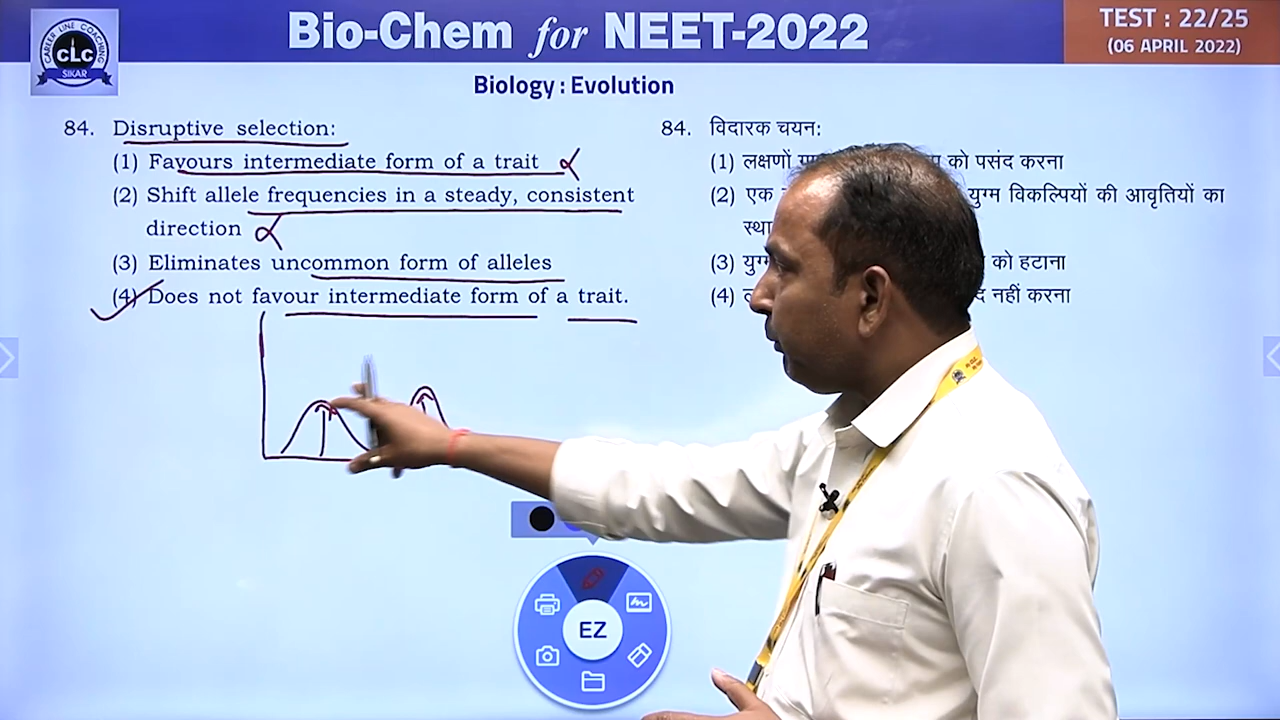 CAREER LINE COACHING
CLC
SIKAR
Bio-Chem for NEET-2022
TEST : 22/25
(06 APRIL 2022)
Biology : Evolution
84. Disruptive selection:
(1) Favours intermediate form of a trait
(2) Shift allele frequencies in a steady, consistent
direction
(3) Eliminates uncommon form of alleles
(4) Does not favour intermediate form of a trait.
84. विदारक चयन:
(1) लक्षणों को पसंद करना
(2) एक युग्म विकल्पियों की आवृतियों का
(3) को हटाना
(4) नहीं करना
EZ